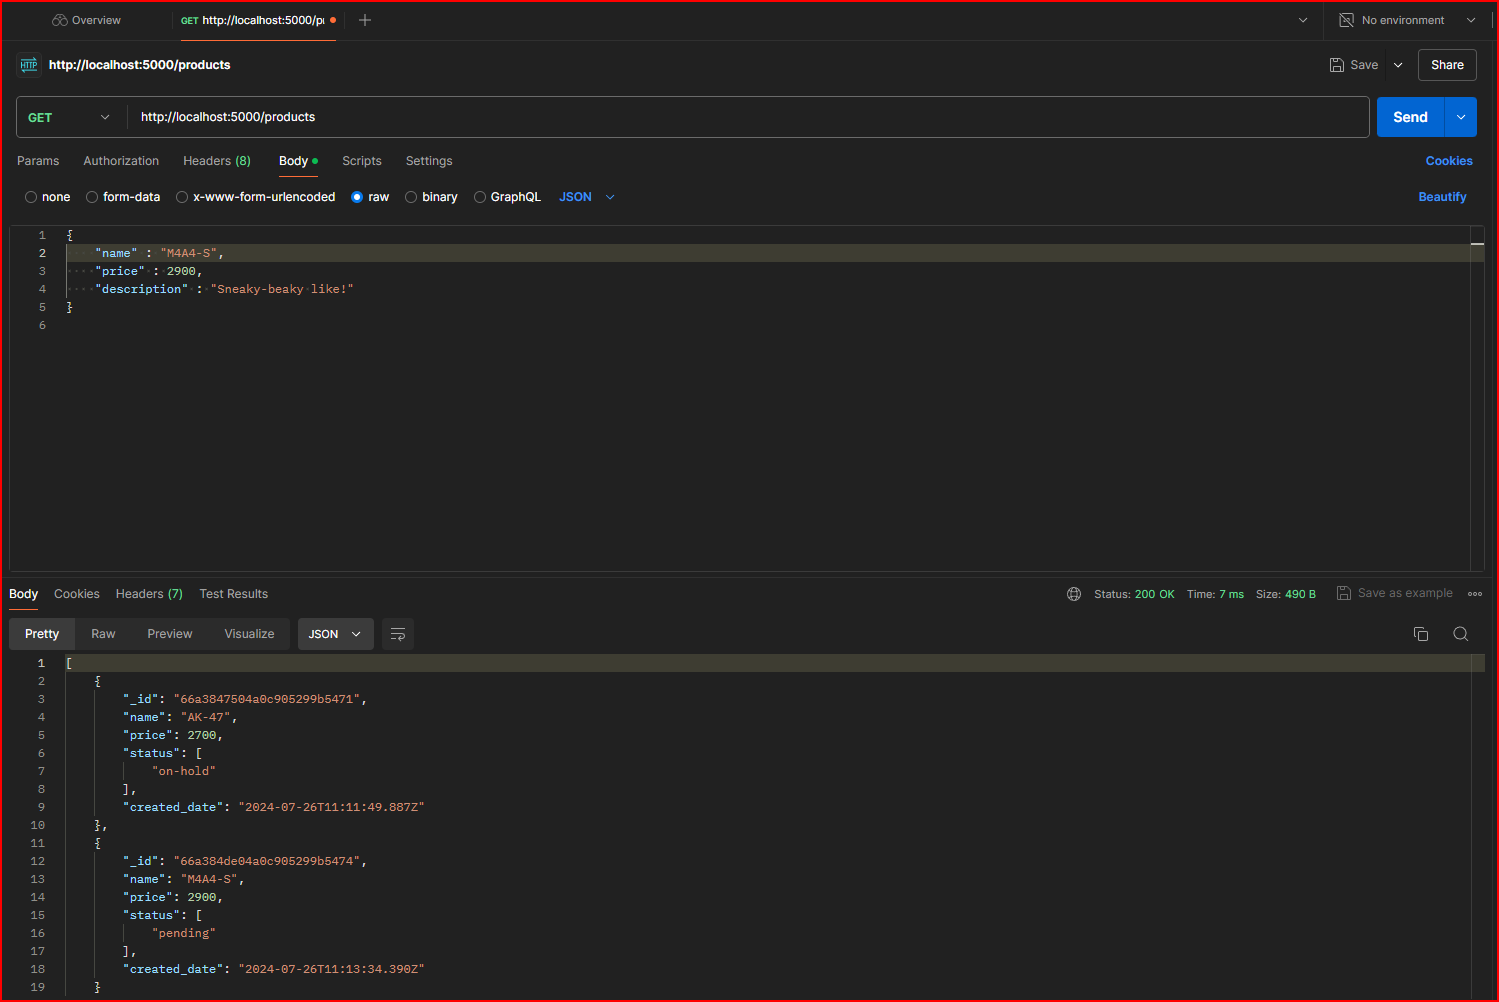 Overview
GET http://localhost:5000/p
No environment
HTTP http://localhost:5000/products
Save
Share
GET http://localhost:5000/products
Send
Params Authorization Headers (8) Body Scripts Settings Cookies
none form-data x-www-form-urlencoded raw binary GraphQL JSON Beautify
1 {
2 "name" : "M4A4-S",
3 "price" : 2900,
4 "description" : "Sneaky-beaky like!"
5 }
6
Body Cookies Headers (7) Test Results Status: 200 OK Time: 7 ms Size: 490 B Save as example
Pretty Raw Preview Visualize JSON
1 [
2 {
3 "_id": "66a3847504a0c905299b5471",
4 "name": "AK-47",
5 "price": 2700,
6 "status": [
7 "on-hold"
8 ],
9 "created_date": "2024-07-26T11:11:49.887Z"
10 },
11 {
12 "_id": "66a384de04a0c905299b5474",
13 "name": "M4A4-S",
14 "price": 2900,
15 "status": [
16 "pending"
17 ],
18 "created_date": "2024-07-26T11:13:34.390Z"
19 }